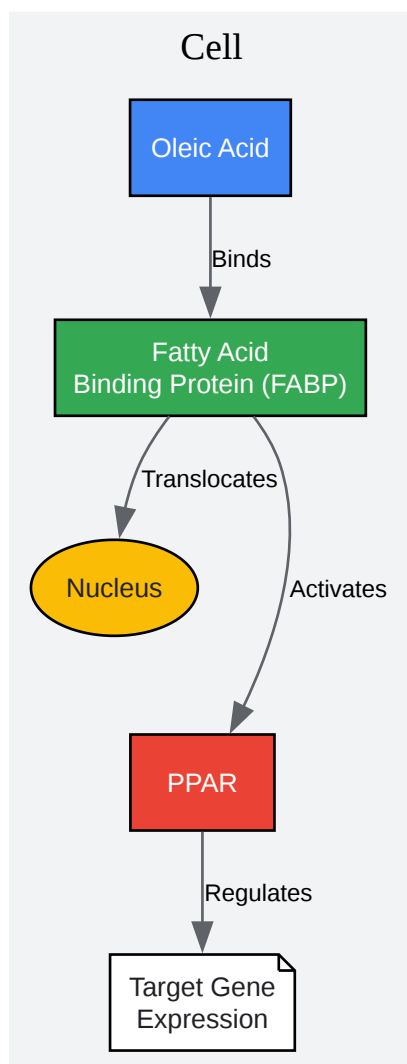 Cell
Oleic Acid
Binds
Fatty Acid
Binding Protein (FABP)
Translocates
Nucleus
Activates
PPAR
Regulates
Target Gene
Expression